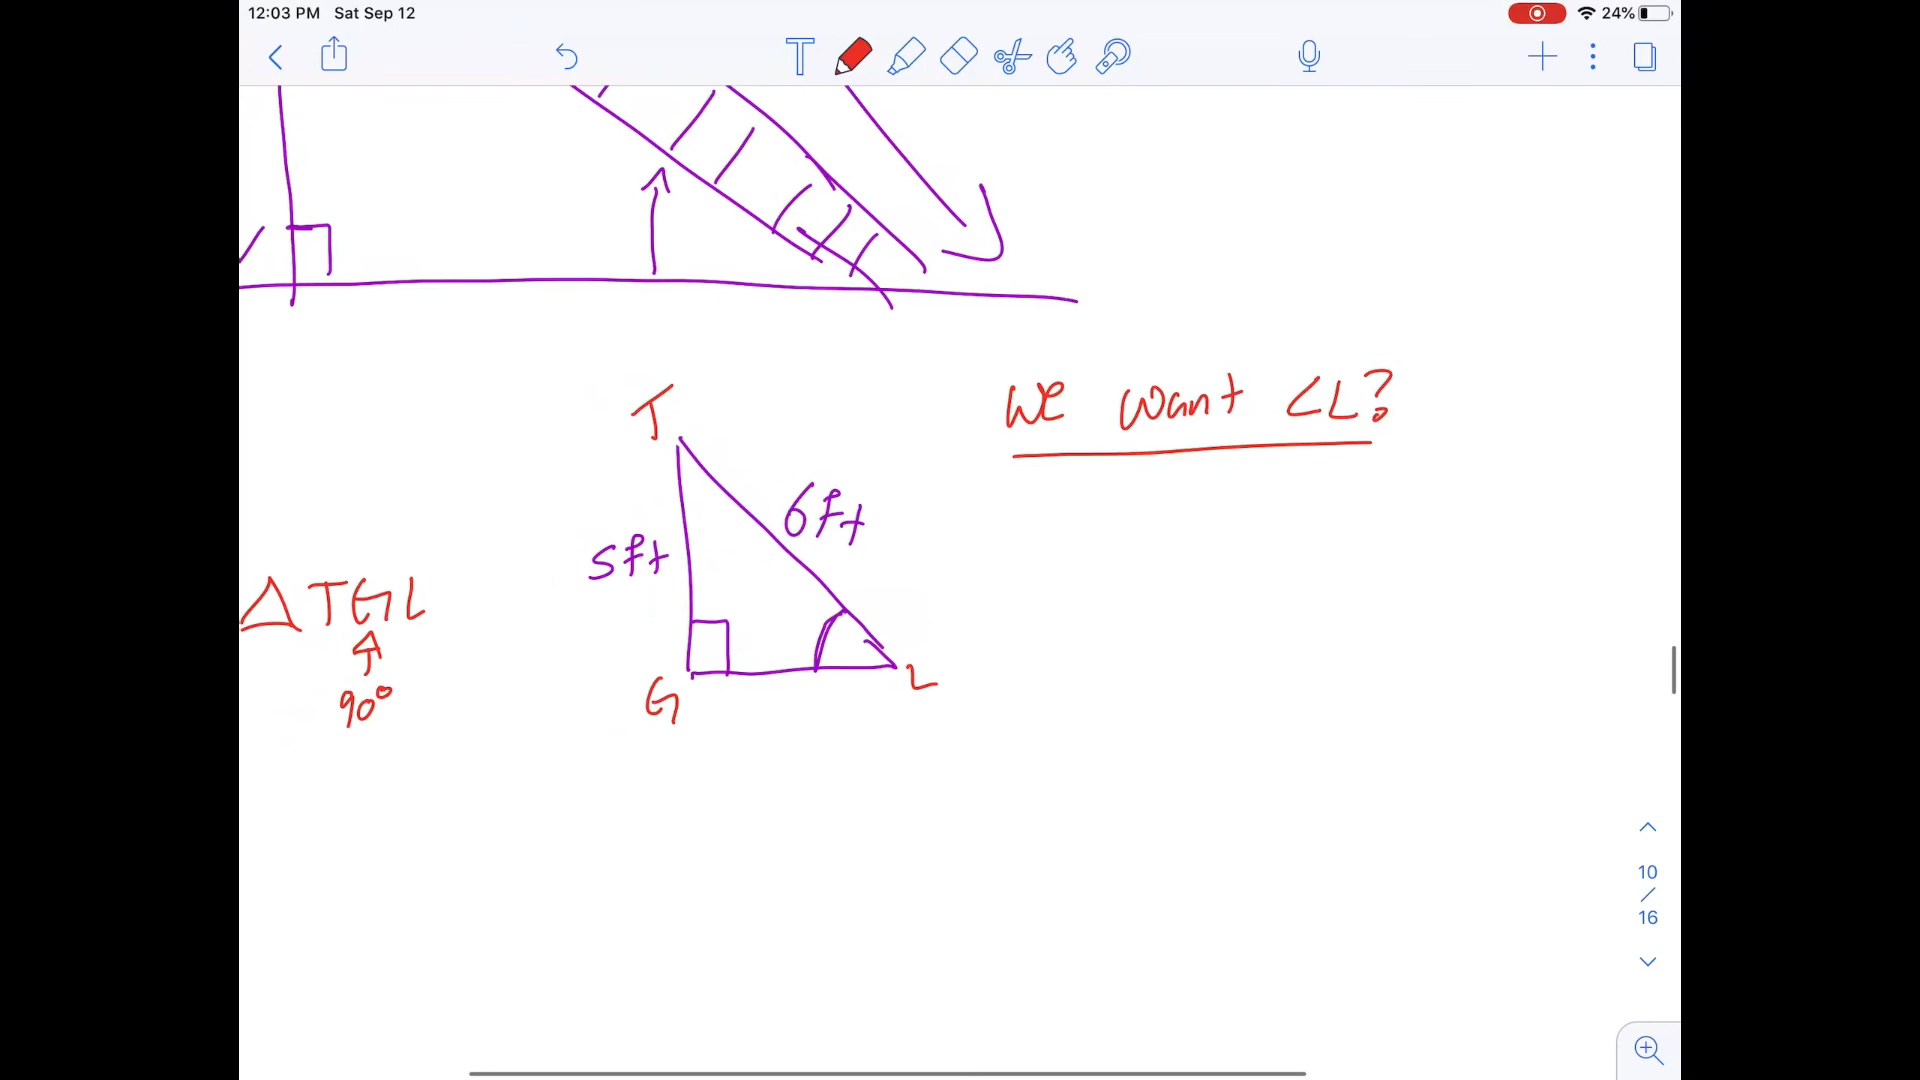 12:03 PM Sat Sep 12
24%
T
We want <L?
T
6ft
5ft
△TGL
90°
G
L
10
/
16